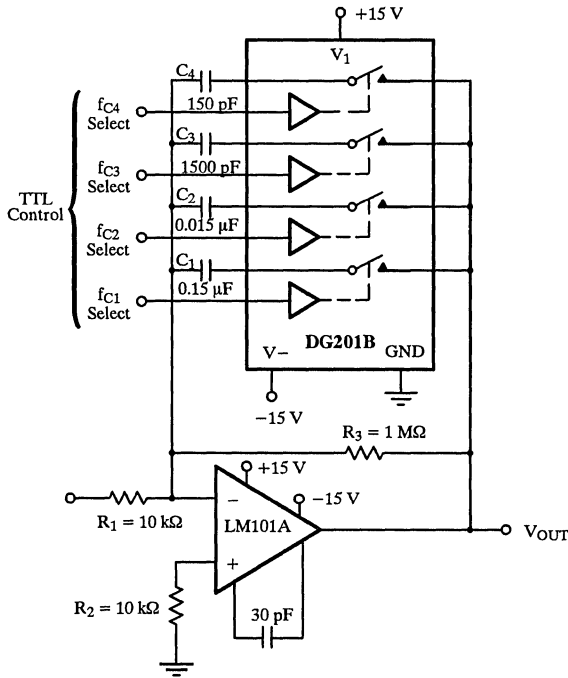 +15 V
V1
C4
150 pF
fC4
Select
C3
1500 pF
fC3
Select
TTL
Control
C2
0.015 µF
fC2
Select
C1
0.15 µF
fC1
Select
DG201B
V−
GND
−15 V
R3 = 1 MΩ
+15 V
−15 V
−
LM101A
R1 = 10 kΩ
VOUT
+
R2 = 10 kΩ
30 pF